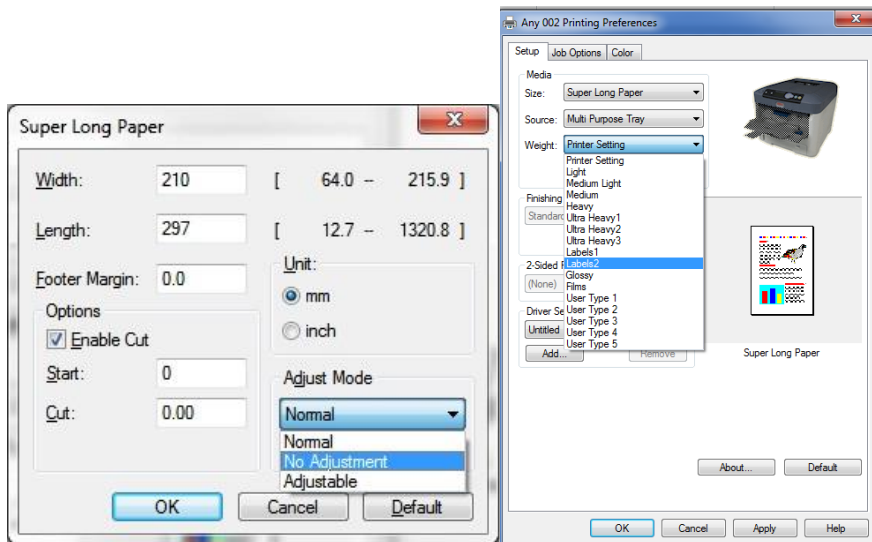 Super Long Paper
Width: 210 [ 64.0 -- 215.9 ]
Length: 297 [ 12.7 -- 1320.8 ]
Footer Margin: 0.0
Unit:
mm
inch
Options
Enable Cut
Start: 0
Cut: 0.00
Adjust Mode
Normal
Normal
No Adjustment
Adjustable
OK Cancel Default
Any 002 Printing Preferences
Setup Job Options Color
Media
Size: Super Long Paper
Source: Multi Purpose Tray
Weight: Printer Setting
Printer Setting
Light
Medium Light
Medium
Heavy
Ultra Heavy1
Ultra Heavy2
Ultra Heavy3
Labels1
Labels2
Glossy
Films
User Type 1
User Type 2
User Type 3
User Type 4
User Type 5
Finishing
Standar
2-Sided
(None)
Driver Se
Untitled
Add... Remove
Super Long Paper
About... Default
OK Cancel Apply Help